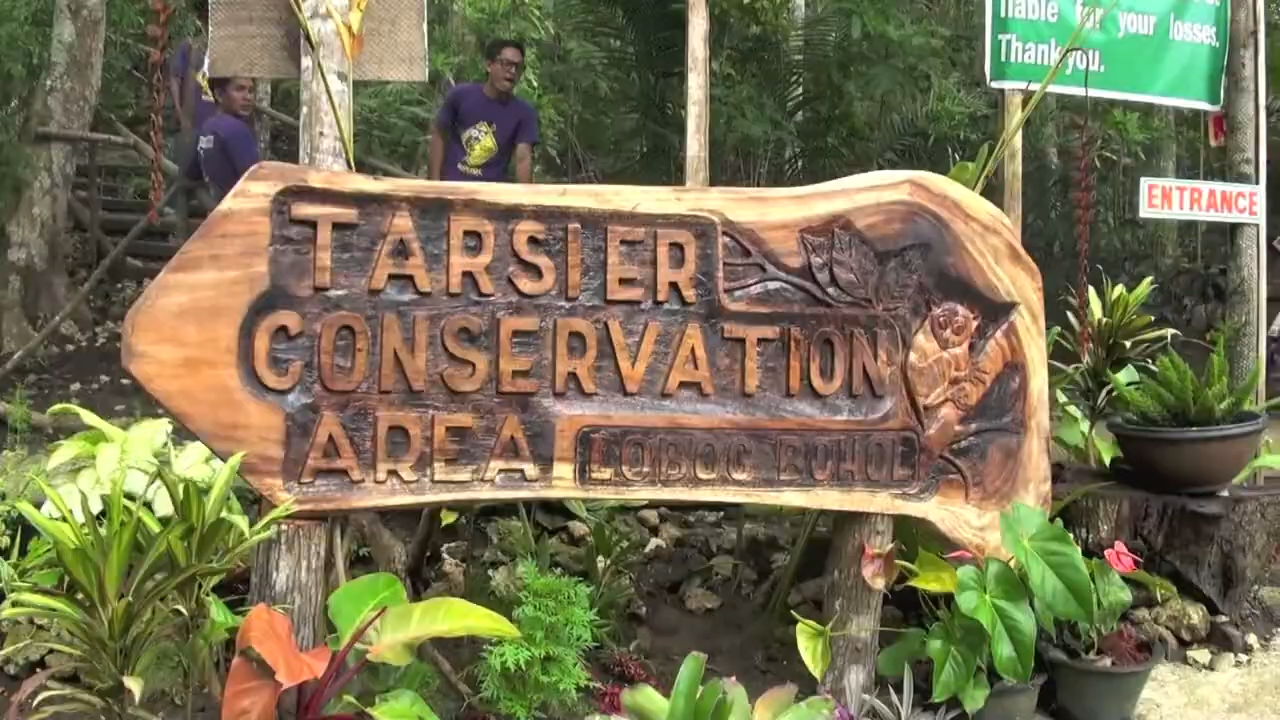 liable for your losses.
Thank you.
ENTRANCE
TARSIER
CONSERVATION
AREA
LOBOC BOHOL